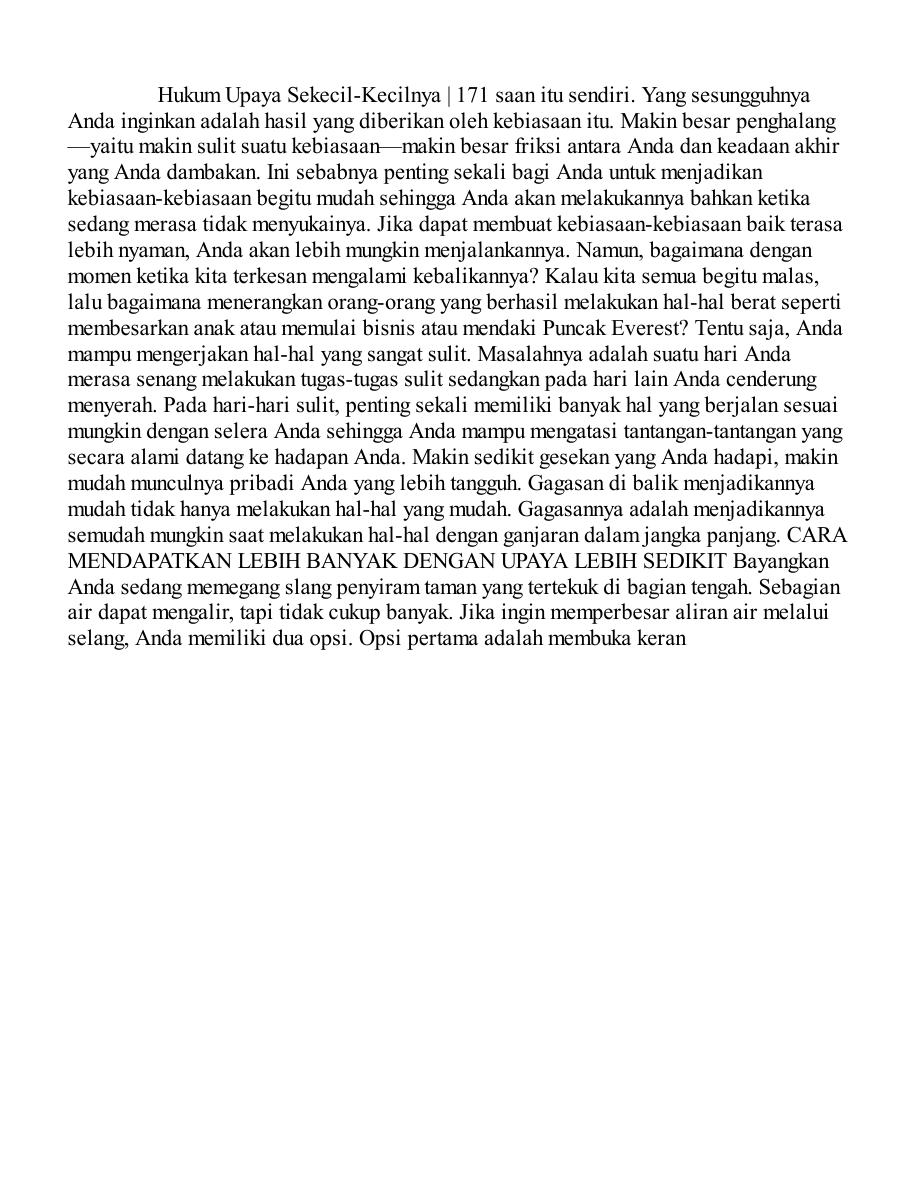 Hukum Upaya Sekecil-Kecilnya | 171 saan itu sendiri. Yang sesungguhnya
Anda inginkan adalah hasil yang diberikan oleh kebiasaan itu. Makin besar penghalang
—yaitu makin sulit suatu kebiasaan—makin besar friksi antara Anda dan keadaan akhir
yang Anda dambakan. Ini sebabnya penting sekali bagi Anda untuk menjadikan
kebiasaan-kebiasaan begitu mudah sehingga Anda akan melakukannya bahkan ketika
sedang merasa tidak menyukainya. Jika dapat membuat kebiasaan-kebiasaan baik terasa
lebih nyaman, Anda akan lebih mungkin menjalankannya. Namun, bagaimana dengan
momen ketika kita terkesan mengalami kebalikannya? Kalau kita semua begitu malas,
lalu bagaimana menerangkan orang-orang yang berhasil melakukan hal-hal berat seperti
membesarkan anak atau memulai bisnis atau mendaki Puncak Everest? Tentu saja, Anda
mampu mengerjakan hal-hal yang sangat sulit. Masalahnya adalah suatu hari Anda
merasa senang melakukan tugas-tugas sulit sedangkan pada hari lain Anda cenderung
menyerah. Pada hari-hari sulit, penting sekali memiliki banyak hal yang berjalan sesuai
mungkin dengan selera Anda sehingga Anda mampu mengatasi tantangan-tantangan yang
secara alami datang ke hadapan Anda. Makin sedikit gesekan yang Anda hadapi, makin
mudah munculnya pribadi Anda yang lebih tangguh. Gagasan di balik menjadikannya
mudah tidak hanya melakukan hal-hal yang mudah. Gagasannya adalah menjadikannya
semudah mungkin saat melakukan hal-hal dengan ganjaran dalam jangka panjang. CARA
MENDAPATKAN LEBIH BANYAK DENGAN UPAYA LEBIH SEDIKIT Bayangkan
Anda sedang memegang slang penyiram taman yang tertekuk di bagian tengah. Sebagian
air dapat mengalir, tapi tidak cukup banyak. Jika ingin memperbesar aliran air melalui
selang, Anda memiliki dua opsi. Opsi pertama adalah membuka keran